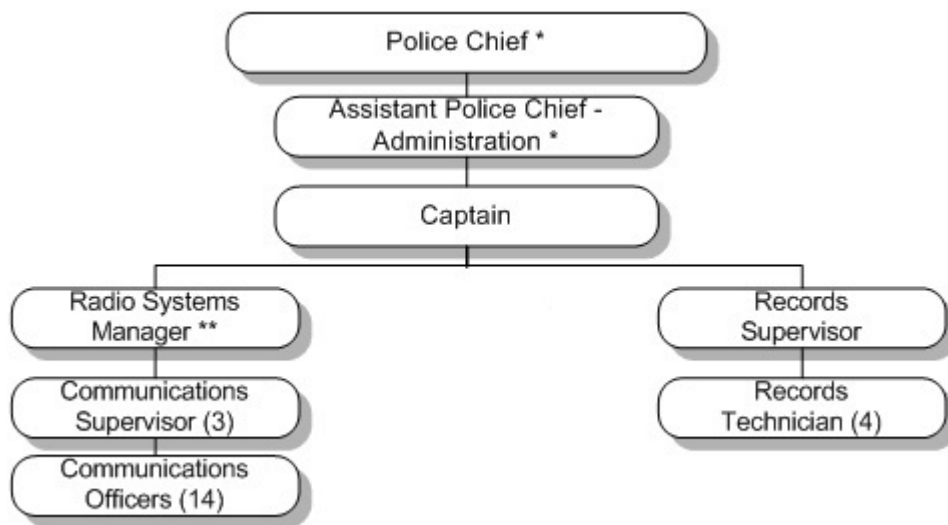 Police Chief *
Assistant Police Chief -
Administration *
Captain
Radio Systems
Manager **
Records
Supervisor
Communications
Supervisor (3)
Records
Technician (4)
Communications
Officers (14)